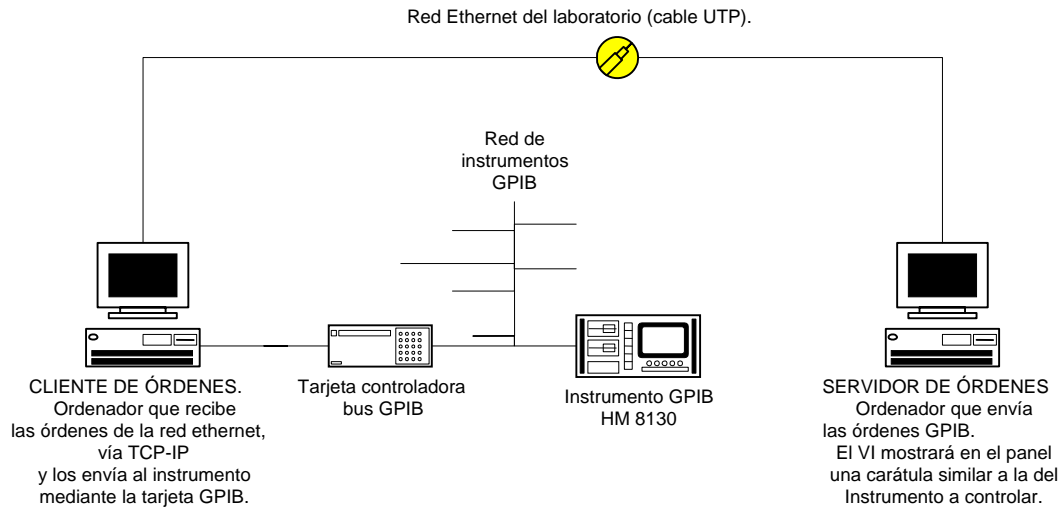 Red Ethernet del laboratorio (cable UTP).
Red de
instrumentos
GPIB
CLIENTE DE ÓRDENES.
Ordenador que recibe
las órdenes de la red ethernet,
vía TCP-IP
y los envía al instrumento
mediante la tarjeta GPIB.
Tarjeta controladora
bus GPIB
Instrumento GPIB
HM 8130
SERVIDOR DE ÓRDENES
Ordenador que envía
las órdenes GPIB.
El VI mostrará en el panel
una carátula similar a la del
Instrumento a controlar.